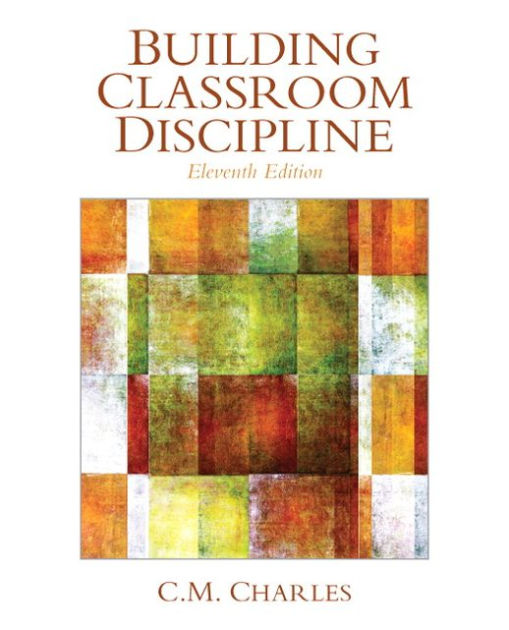 BUILDING
CLASSROOM
DISCIPLINE
Eleventh Edition
C.M. CHARLES